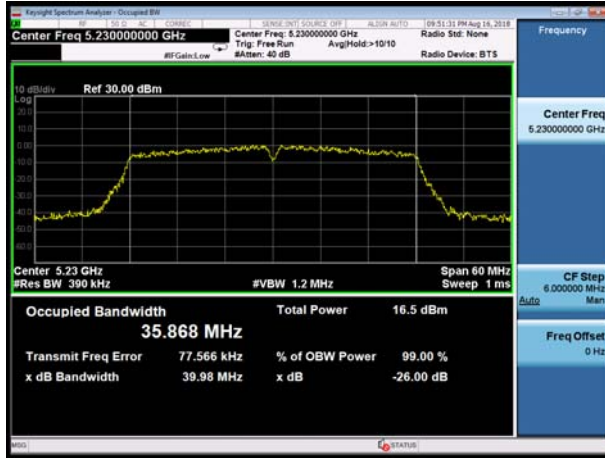 Keysight Spectrum Analyzer - Occupied BW
RF 50 Ω AC CORREC SENSE:INT SOURCE OFF ALIGN AUTO 09:51:31 PM Aug 16, 2018
Center Freq 5.230000000 GHz
Center Freq: 5.230000000 GHz
Radio Std: None
Trig: Free Run Avg|Hold:>10/10
#IFGain:Low #Atten: 40 dB Radio Device: BTS
10 dB/div Ref 30.00 dBm
Log
20.0
10.0
0.00
-10.0
-20.0
-30.0
-40.0
-50.0
-60.0
Center 5.23 GHz Span 60 MHz
#Res BW 390 kHz #VBW 1.2 MHz Sweep 1 ms
Occupied Bandwidth Total Power 16.5 dBm
35.868 MHz
Transmit Freq Error 77.566 kHz % of OBW Power 99.00 %
x dB Bandwidth 39.98 MHz x dB -26.00 dB
MSG STATUS
Frequency
Center Freq
5.230000000 GHz
CF Step
6.000000 MHz
Auto Man
Freq Offset
0 Hz